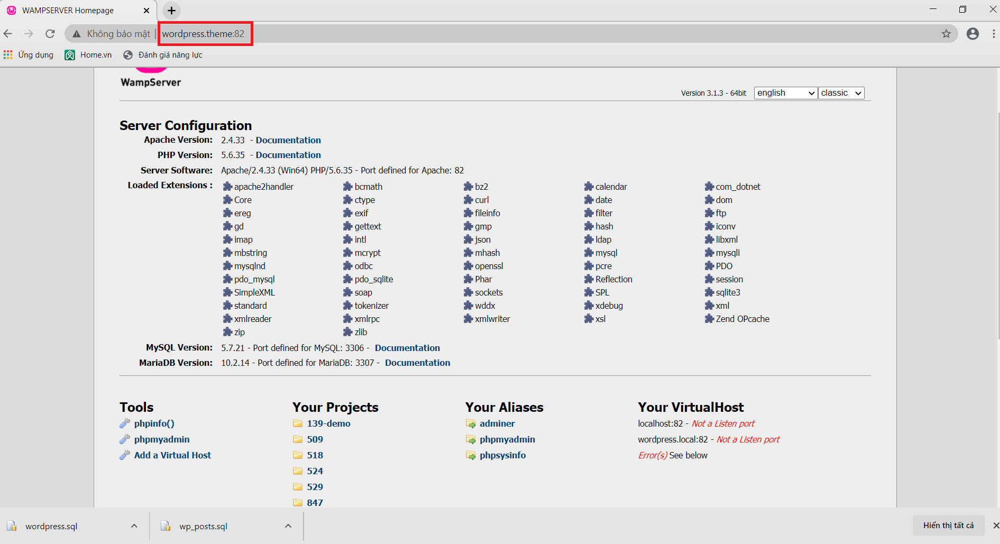 WAMPSERVER Homepage
Không bảo mật | wordpress.theme:82
Ứng dụng Home.vn Đánh giá năng lực
WampServer
Version 3.1.3 - 64bit english classic
Server Configuration
Apache Version: 2.4.33 - Documentation
PHP Version: 5.6.35 - Documentation
Server Software: Apache/2.4.33 (Win64) PHP/5.6.35 - Port defined for Apache: 82
Loaded Extensions : apache2handler bcmath bz2 calendar com_dotnet
Core ctype curl date dom
ereg exif fileinfo filter ftp
gd gettext gmp hash iconv
imap intl json ldap libxml
mbstring mcrypt mhash mysql mysqli
mysqlnd odbc openssl pcre PDO
pdo_mysql pdo_sqlite Phar Reflection session
SimpleXML soap sockets SPL sqlite3
standard tokenizer wddx xdebug xml
xmlreader xmlrpc xmlwriter xsl Zend OPcache
zip zlib
MySQL Version: 5.7.21 - Port defined for MySQL: 3306 - Documentation
MariaDB Version: 10.2.14 - Port defined for MariaDB: 3307 - Documentation
Tools
phpinfo()
phpmyadmin
Add a Virtual Host
Your Projects
139-demo
509
518
524
529
847
Your Aliases
adminer
phpmyadmin
phpsysinfo
Your VirtualHost
localhost:82 - Not a Listen port
wordpress.local:82 - Not a Listen port
Error(s) See below
wordpress.sql wp_posts.sql Hiển thị tất cả